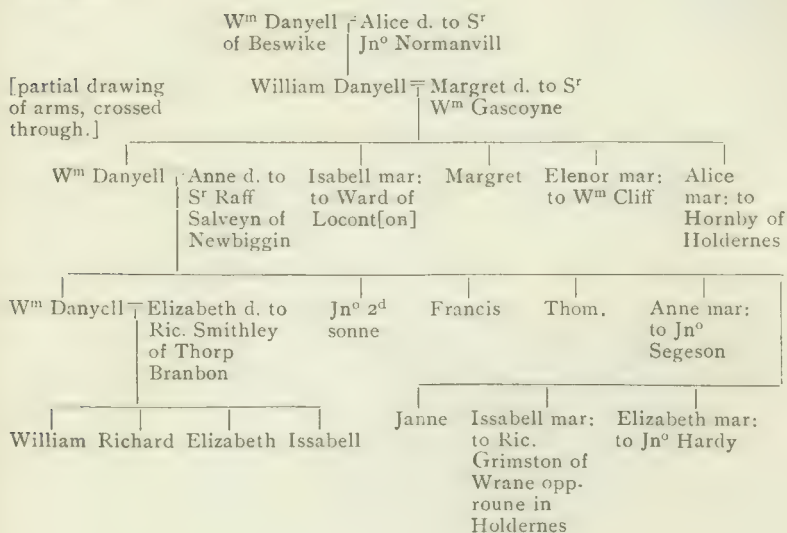 Wᵐ Danyell Alice d. to Sʳ
of Beswike Jnᵒ Normanvill
[partial drawing
of arms, crossed
through.]
William Danyell Margret d. to Sʳ
Wᵐ Gascoyne
Wᵐ Danyell
Anne d. to
Sʳ Raff
Salveyn of
Newbiggin
Isabell mar:
to Ward of
Locont[on]
Margret
Elenor mar:
to Wᵐ Cliff
Alice
mar: to
Hornby of
Holdernes
Wᵐ Danyell
Elizabeth d. to
Ric. Smithley
of Thorp
Branbon
Jnᵒ 2ᵈ
sonne
Francis
Thom.
Anne mar:
to Jnᵒ
Segeson
William Richard Elizabeth Issabell
Janne
Issabell mar:
to Ric.
Grimston of
Wrane opp-
roune in
Holdernes
Elizabeth mar:
to Jnᵒ Hardy